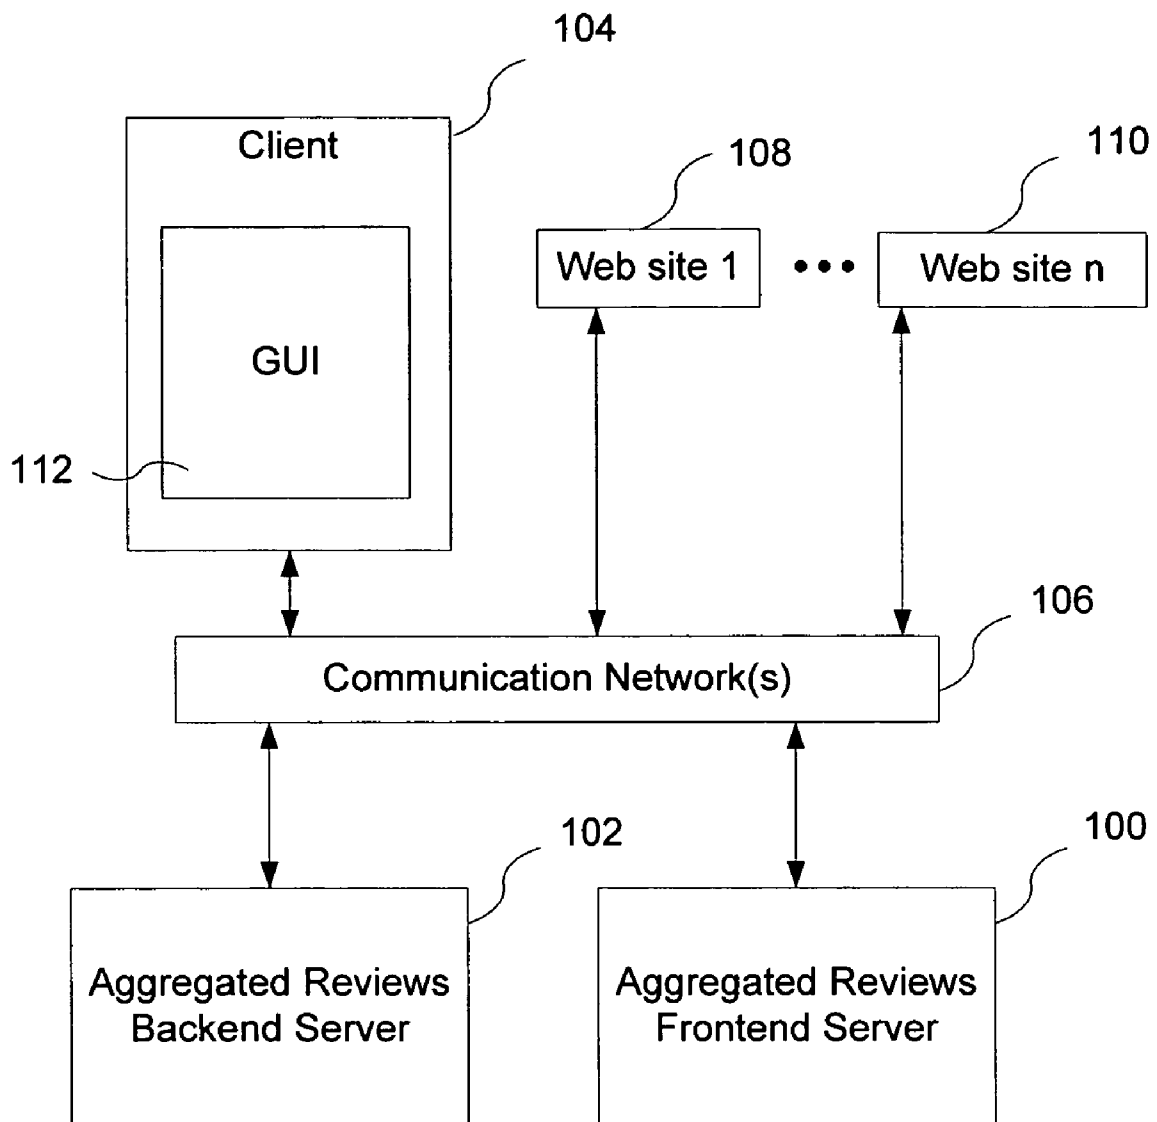 104
Client
108
110
Web site 1
Web site n
GUI
112
106
Communication Network(s)
102
100
Aggregated Reviews
Backend Server
Aggregated Reviews
Frontend Server